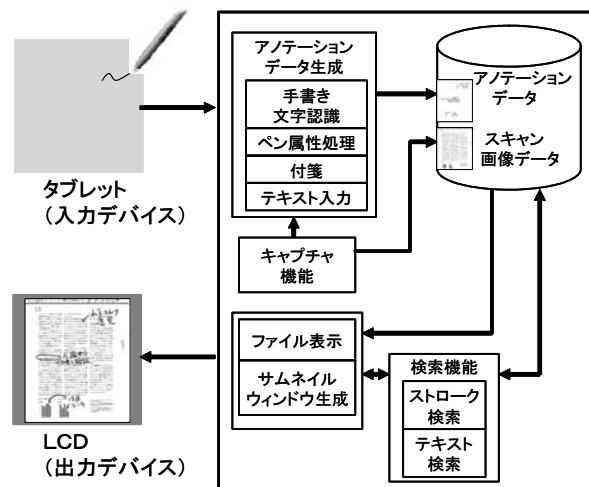 アノテーション
データ生成
手書き
文字認識
ペン属性処理
付箋
テキスト入力
アノテーション
データ
スキャン
画像データ
タブレット
（入力デバイス）
キャプチャ
機能
ファイル表示
サムネイル
ウィンドウ生成
検索機能
ストローク
検索
テキスト
検索
LCD
（出力デバイス）